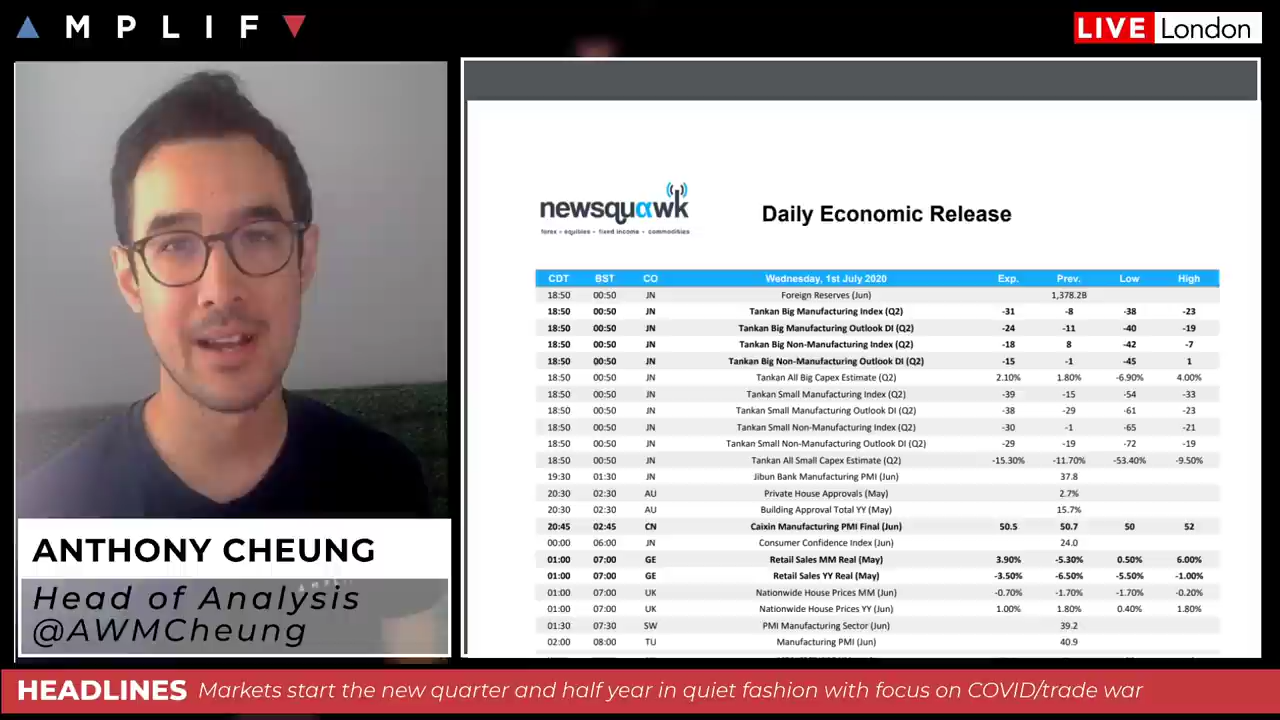 AMPLIFY
LIVE London
newsquawk
forex - equities - fixed income - commodities
Daily Economic Release
CDT BST CO Wednesday, 1st July 2020 Exp. Prev. Low High
18:50 00:50 JN Foreign Reserves (Jun) 1,378.2B
18:50 00:50 JN Tankan Big Manufacturing Index (Q2) -31 -8 -38 -23
18:50 00:50 JN Tankan Big Manufacturing Outlook DI (Q2) -24 -11 -40 -19
18:50 00:50 JN Tankan Big Non-Manufacturing Index (Q2) -18 8 -42 -7
18:50 00:50 JN Tankan Big Non-Manufacturing Outlook DI (Q2) -15 -1 -45 1
18:50 00:50 JN Tankan All Big Capex Estimate (Q2) 2.10% 1.80% -6.90% 4.00%
18:50 00:50 JN Tankan Small Manufacturing Index (Q2) -39 -15 -54 -33
18:50 00:50 JN Tankan Small Manufacturing Outlook DI (Q2) -38 -29 -61 -23
18:50 00:50 JN Tankan Small Non-Manufacturing Index (Q2) -30 -1 -65 -21
18:50 00:50 JN Tankan Small Non-Manufacturing Outlook DI (Q2) -29 -19 -72 -19
18:50 00:50 JN Tankan All Small Capex Estimate (Q2) -15.30% -11.70% -53.40% -9.50%
19:30 01:30 JN Jibun Bank Manufacturing PMI (Jun) 37.8
20:30 02:30 AU Private House Approvals (May) 2.7%
20:30 02:30 AU Building Approval Total YY (May) 15.7%
20:45 02:45 CN Caixin Manufacturing PMI Final (Jun) 50.5 50.7 50 52
00:00 06:00 JN Consumer Confidence Index (Jun) 24.0
01:00 07:00 GE Retail Sales MM Real (May) 3.90% -5.30% 0.50% 6.00%
01:00 07:00 GE Retail Sales YY Real (May) -3.50% -6.50% -5.50% -1.00%
01:00 07:00 UK Nationwide House Prices MM (Jun) -0.70% -1.70% -1.70% -0.20%
01:00 07:00 UK Nationwide House Prices YY (Jun) 1.00% 1.80% 0.40% 1.80%
01:30 07:30 SW PMI Manufacturing Sector (Jun) 39.2
02:00 08:00 TU Manufacturing PMI (Jun) 40.9
ANTHONY CHEUNG
Head of Analysis
@AWMCheung
HEADLINES Markets start the new quarter and half year in quiet fashion with focus on COVID/trade war